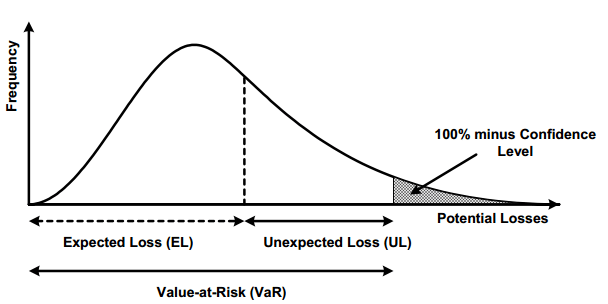 Frequency
100% minus Confidence
Level
Potential Losses
Expected Loss (EL)
Unexpected Loss (UL)
Value-at-Risk (VaR)